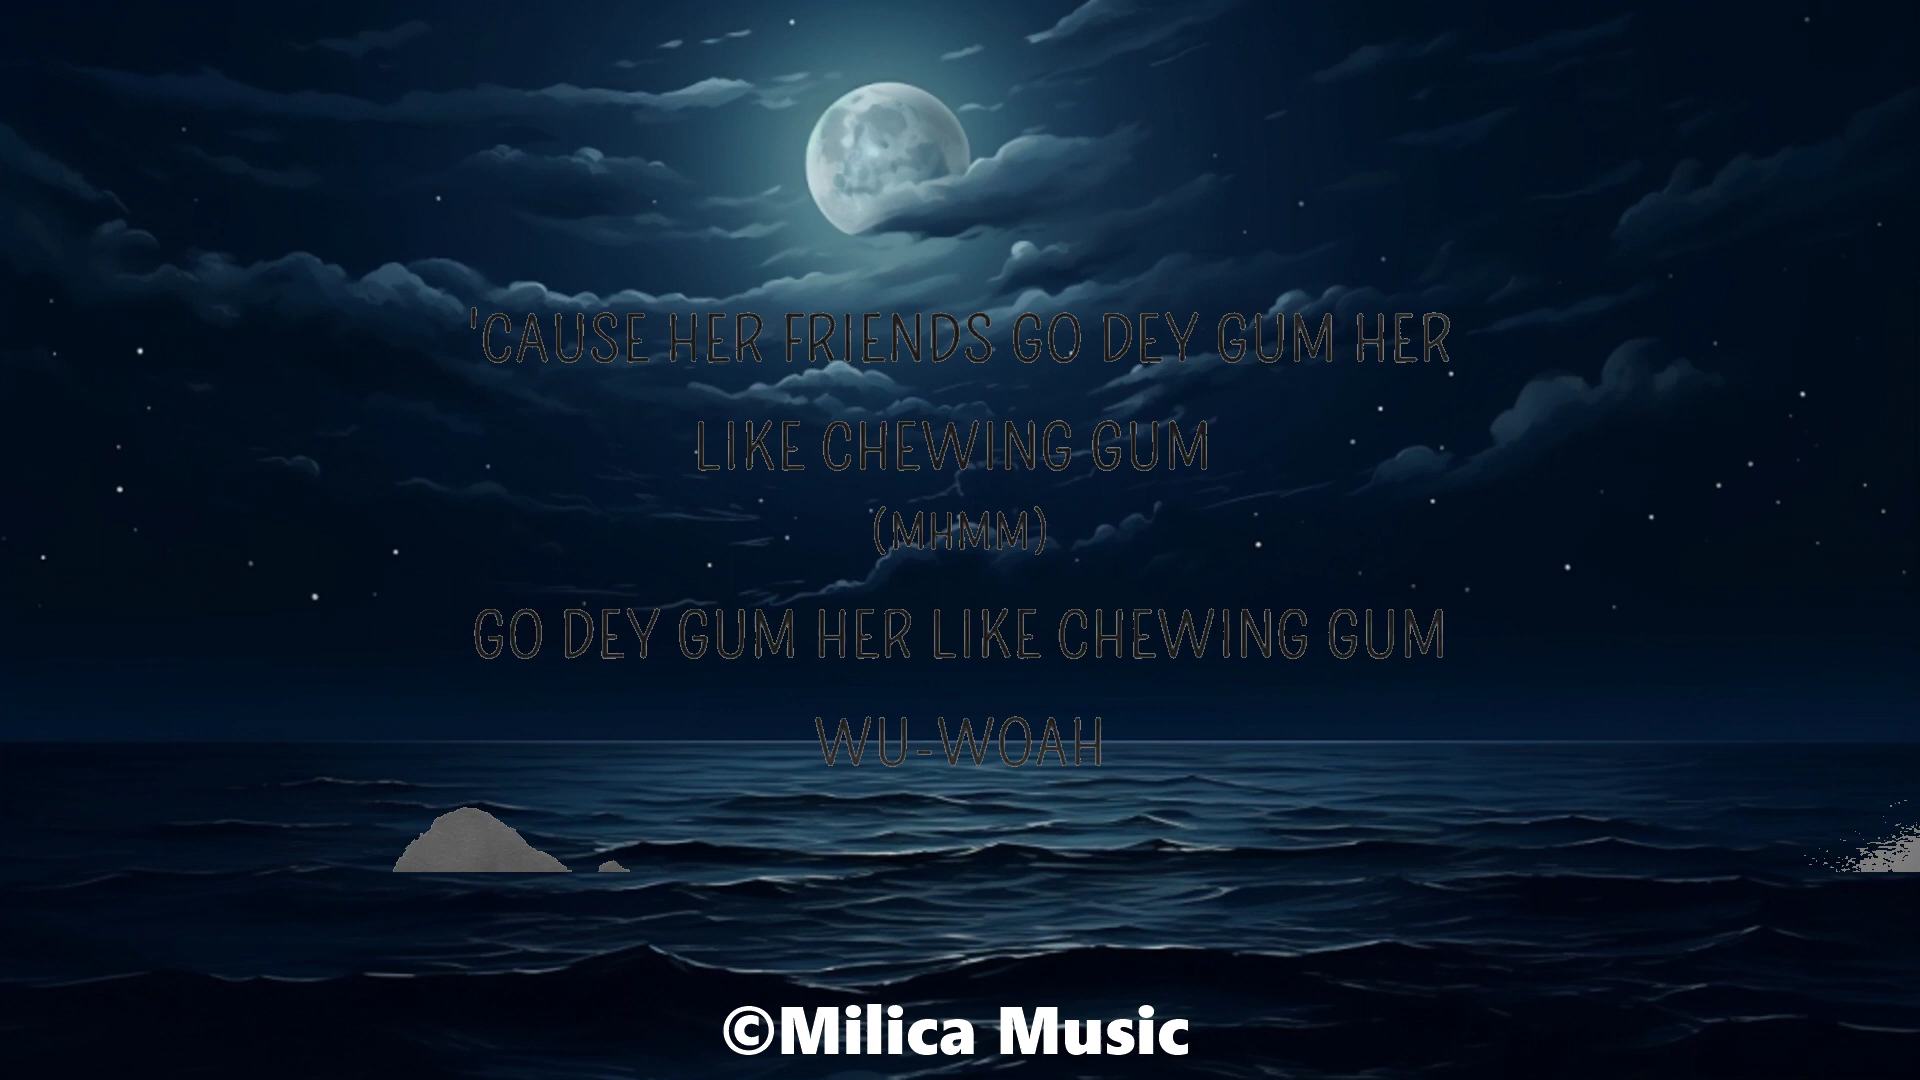 'CAUSE HER FRIENDS GO DEY GUM HER
LIKE CHEWING GUM
(MHMM)
GO DEY GUM HER LIKE CHEWING GUM
WU-WOAH
©Milica Music